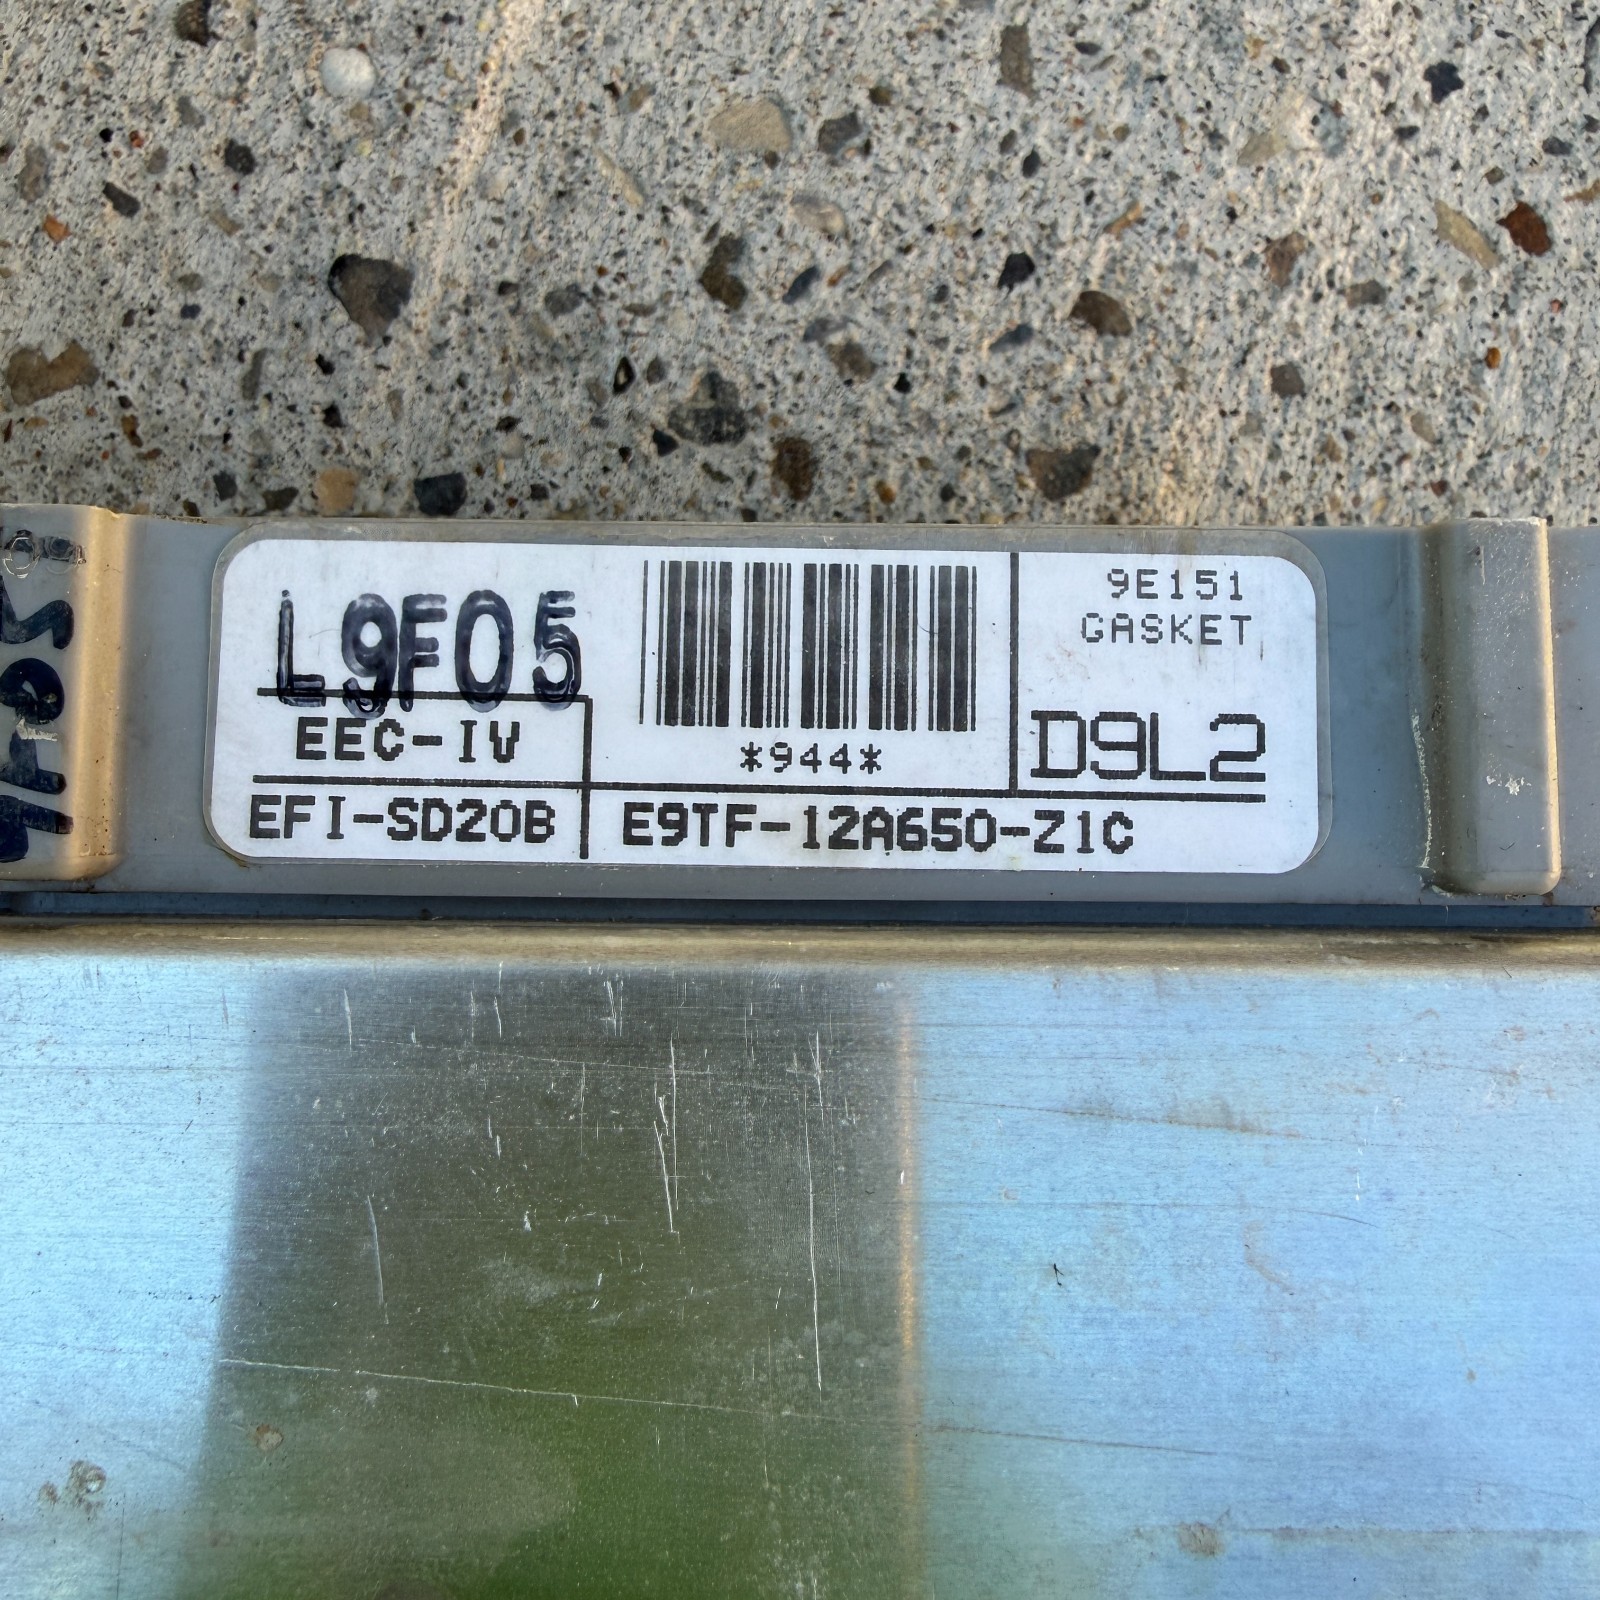 L9F05
EEC-IV
EFI-SD20B
*944*
E9TF-12A650-Z1C
9E151
GASKET
D9L2